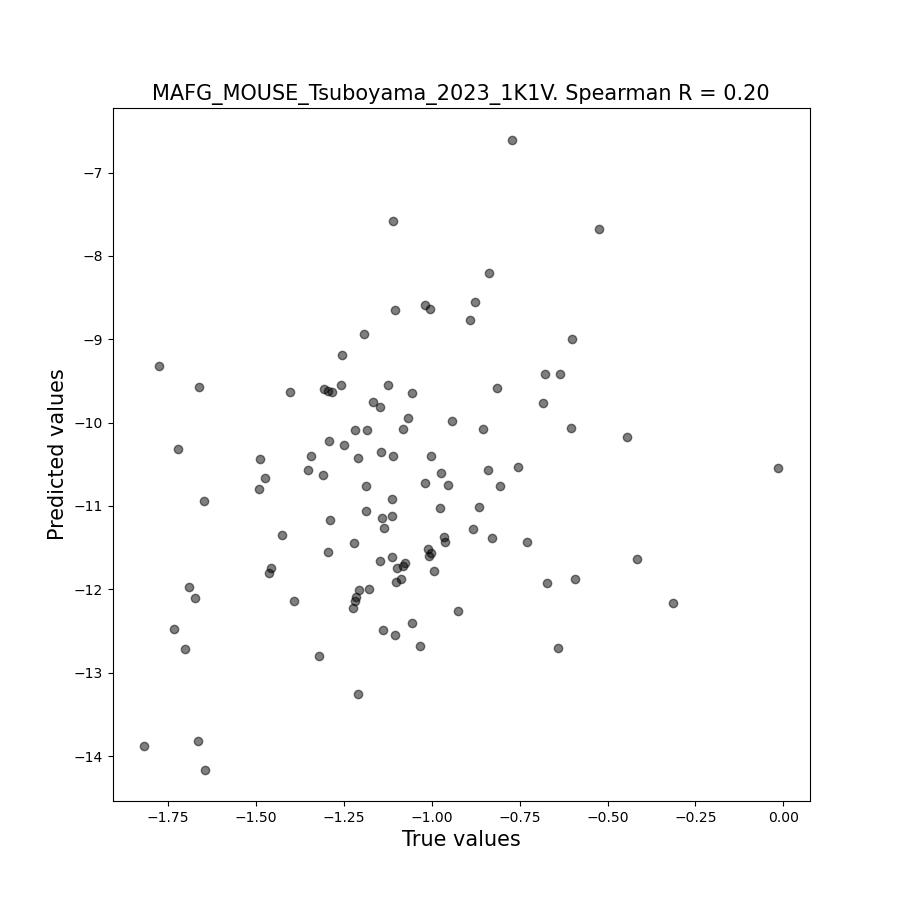 MAFG_MOUSE_Tsuboyama_2023_1K1V. Spearman R = 0.20
Predicted values
−7
−8
−9
−10
−11
−12
−13
−14
−1.75 −1.50 −1.25 −1.00 −0.75 −0.50 −0.25 0.00
True values